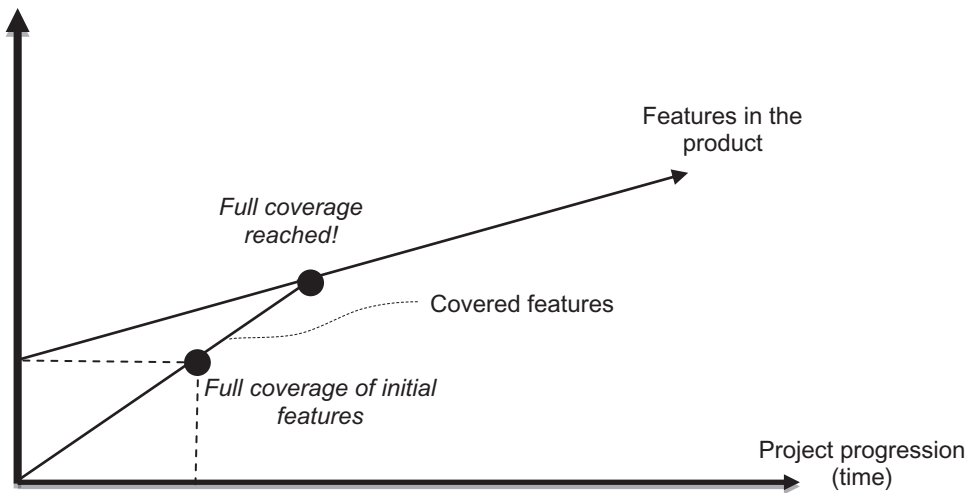 Features in the
product
Full coverage
reached!
Covered features
Full coverage of initial
features
Project progression
(time)